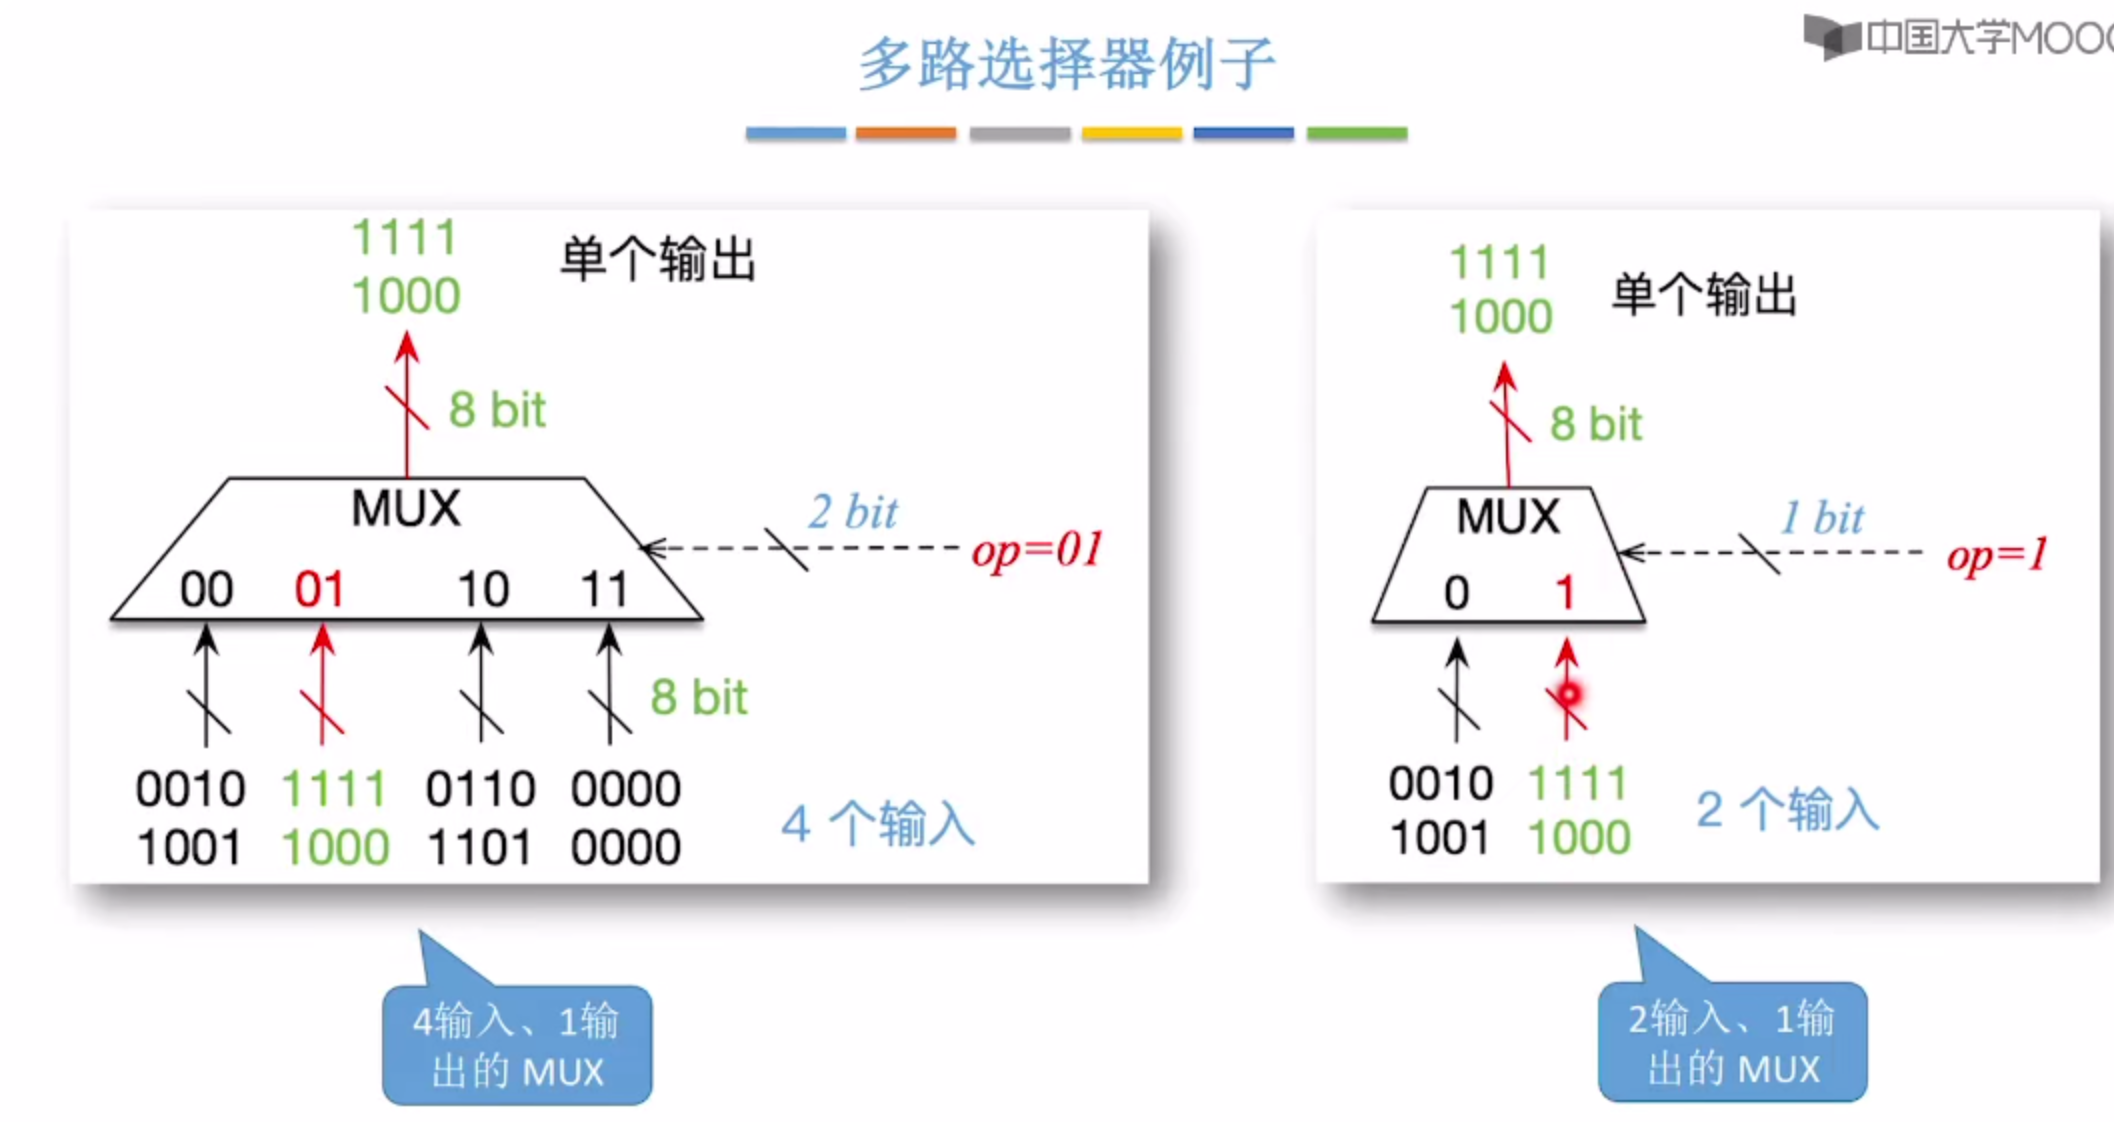 多路选择器例子
中国大学MOOC
1111
1000
单个输出
8 bit
MUX
2 bit
op=01
00 01 10 11
8 bit
0010 1111 0110 0000
1001 1000 1101 0000
4 个输入
4输入、1输
出的 MUX
1111
1000
单个输出
8 bit
MUX
1 bit
op=1
0 1
0010 1111
1001 1000
2 个输入
2输入、1输
出的 MUX